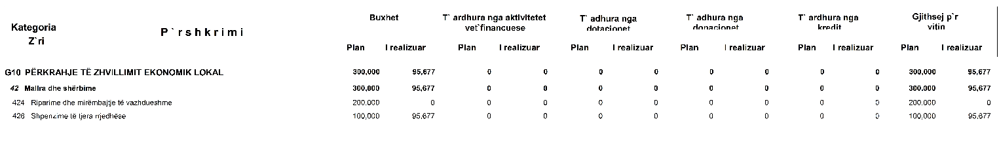 Kategoria
Z`ri
P`rshkrimi
Buxhet
T` ardhura nga aktivitetet
vet`financuese
T` adhura nga
dotacionet
T` adhura nga
donacionet
T` ardhura nga
kredit
Gjithsej p`r
vitin
Plan I realizuar Plan I realizuar Plan I realizuar Plan I realizuar Plan I realizuar Plan I realizuar
G10 PËRKRAHJE TË ZHVILLIMIT EKONOMIK LOKAL 300,000 95,677 0 0 0 0 0 0 0 0 300,000 95,677
42 Mallra dhe shërbime 300,000 95,677 0 0 0 0 0 0 0 0 300,000 95,677
424 Riparime dhe mirëmbajtje të vazhdueshme 200,000 0 0 0 0 0 0 0 0 0 200,000 0
426 Shpenzime të tjera rrjedhëse 100,000 95,677 0 0 0 0 0 0 0 0 100,000 95,677